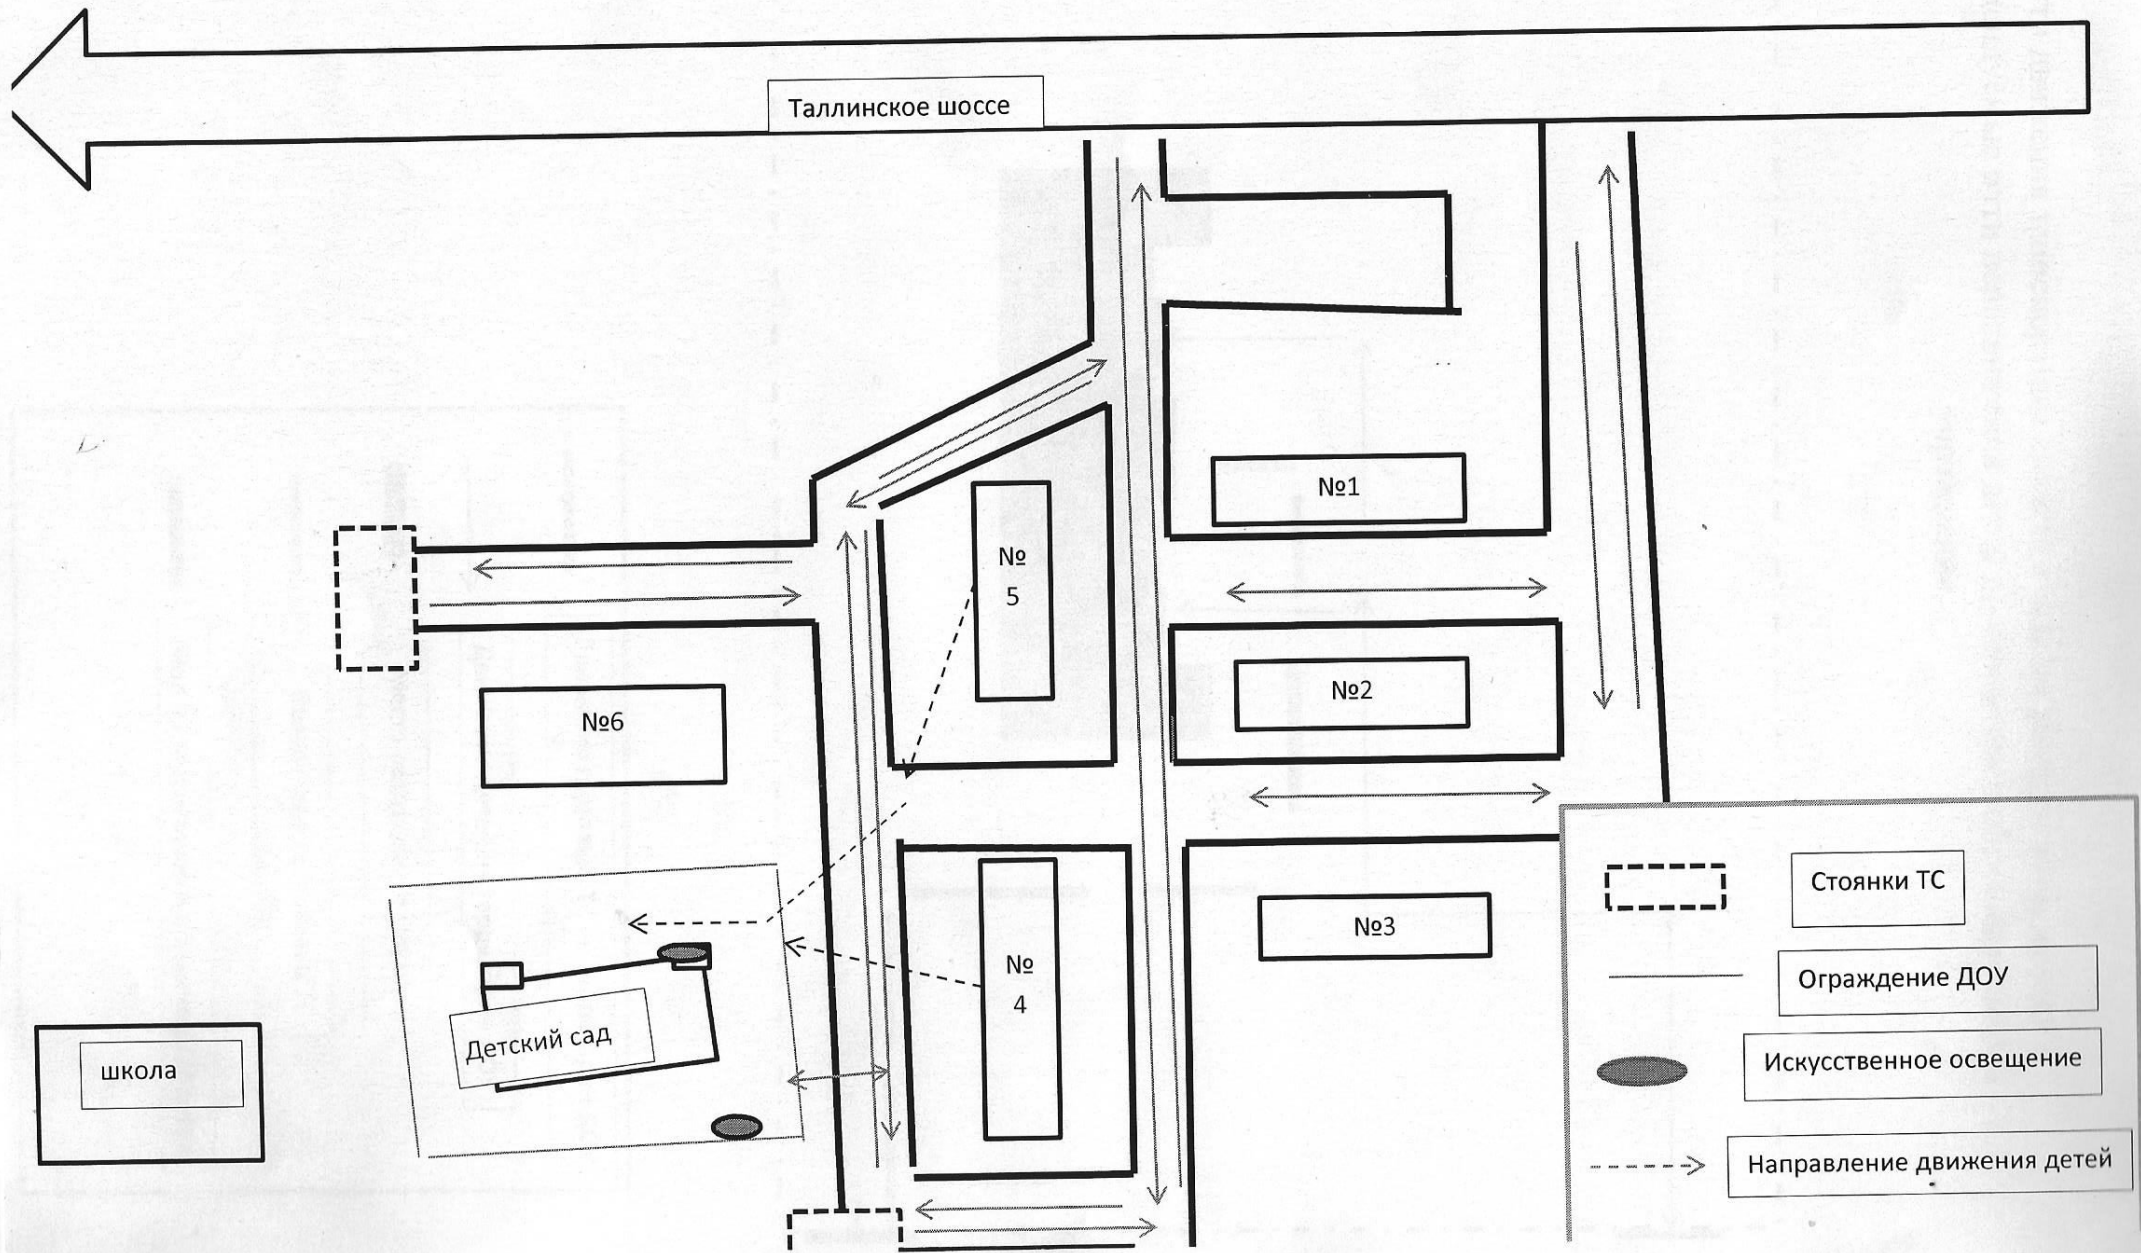 Таллинское шоссе
№1
№
5
№2
№6
№3
№
4
Детский сад
школа
Стоянки ТС
Ограждение ДОУ
Искусственное освещение
Направление движения детей